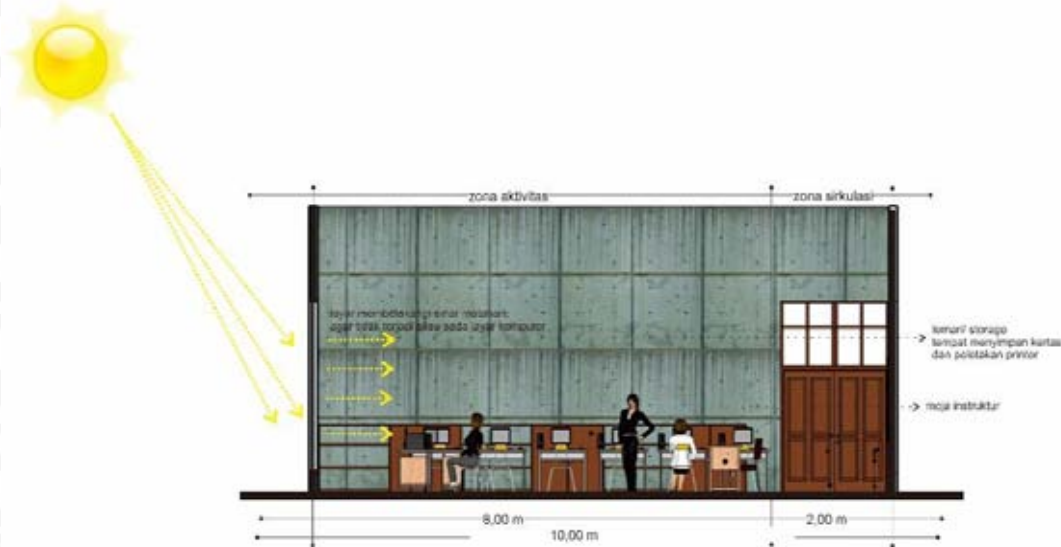 zona aktivitas
zona sirkulasi
layar membelakangi sinar matahari
agar tidak terjadi silau pada layar komputer
lemari/ storage
tempat menyimpan kertas
dan peletakan printer
meja instruktur
8,00 m
2,00 m
10,00 m